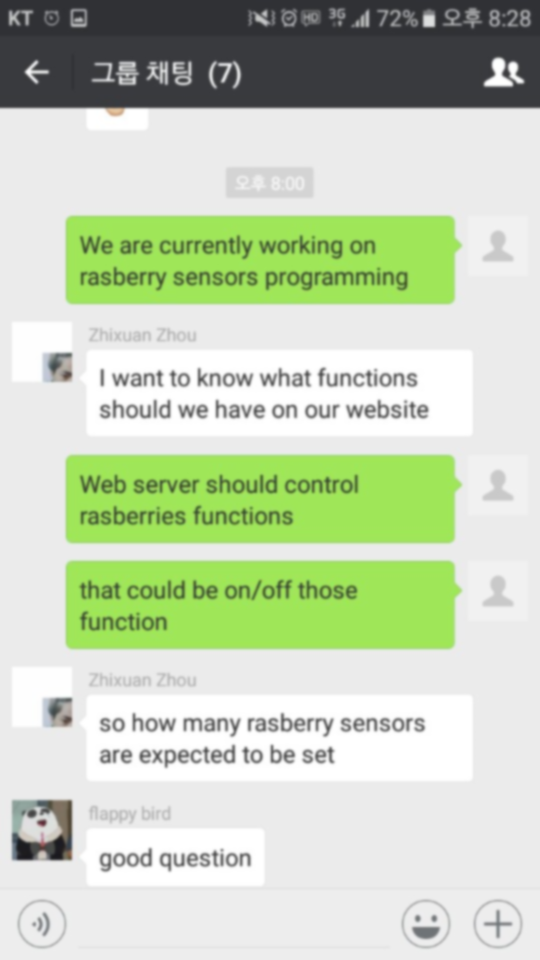 KT 3G 72% 오후 8:28
그룹 채팅 (7)
오후 8:00
We are currently working on
rasberry sensors programming
Zhixuan Zhou
I want to know what functions
should we have on our website
Web server should control
rasberries functions
that could be on/off those
function
Zhixuan Zhou
so how many rasberry sensors
are expected to be set
flappy bird
good question